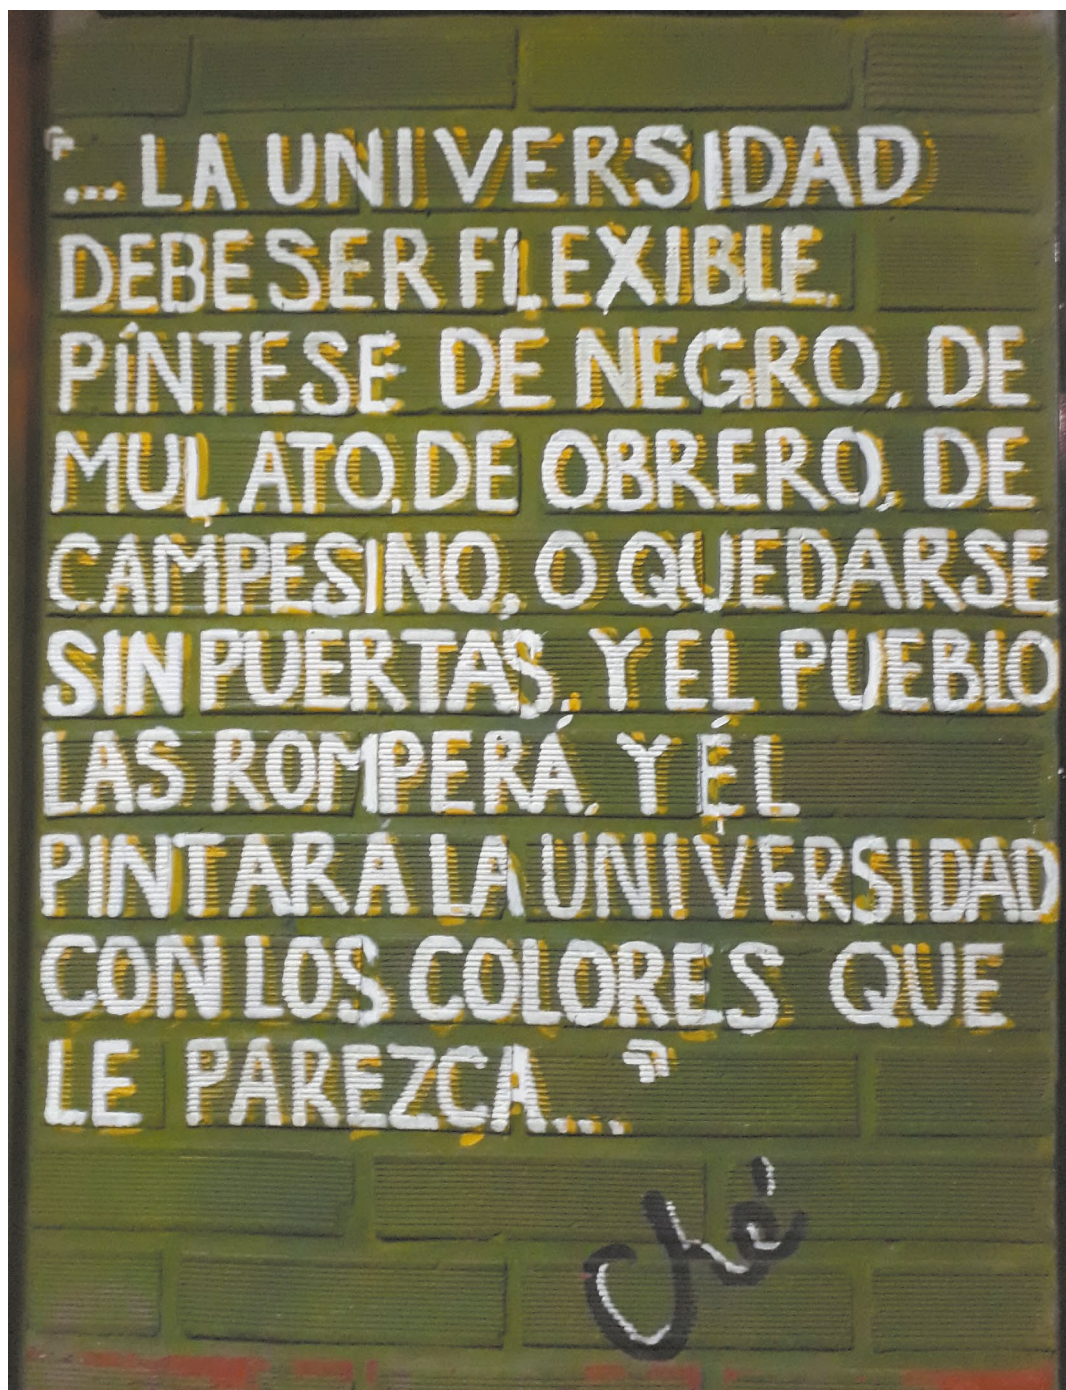 "... LA UNIVERSIDAD
DEBE SER FLEXIBLE.
PÍNTESE DE NEGRO, DE
MULATO, DE OBRERO, DE
CAMPESINO, O QUEDARSE
SIN PUERTAS, Y EL PUEBLO
LAS ROMPERÁ, Y ÉL
PINTARÁ LA UNIVERSIDAD
CON LOS COLORES QUE
LE PAREZCA..."
Ché